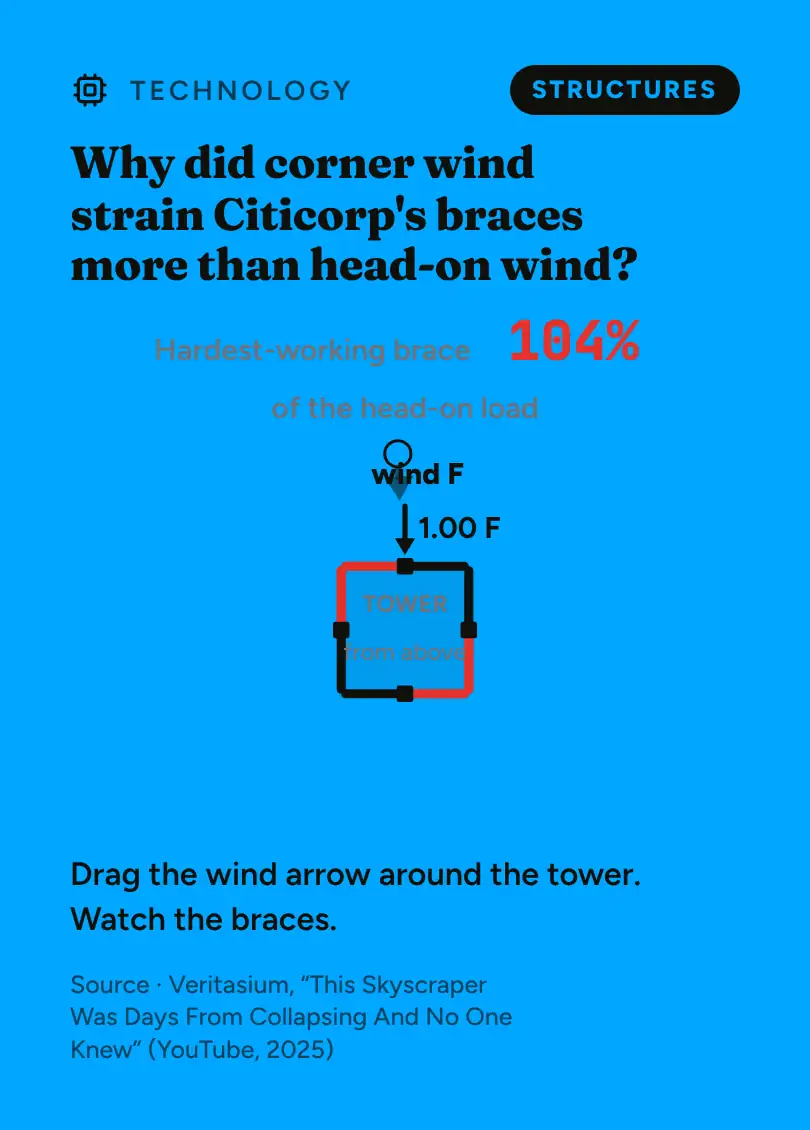 TECHNOLOGY
STRUCTURES
Why did corner wind
strain Citicorp's braces
more than head-on wind?
Hardest-working brace 104%
of the head-on load
wind F
1.00 F
TOWER
from above
Drag the wind arrow around the tower.
Watch the braces.
Source · Veritasium, “This Skyscraper
Was Days From Collapsing And No One
Knew” (YouTube, 2025)